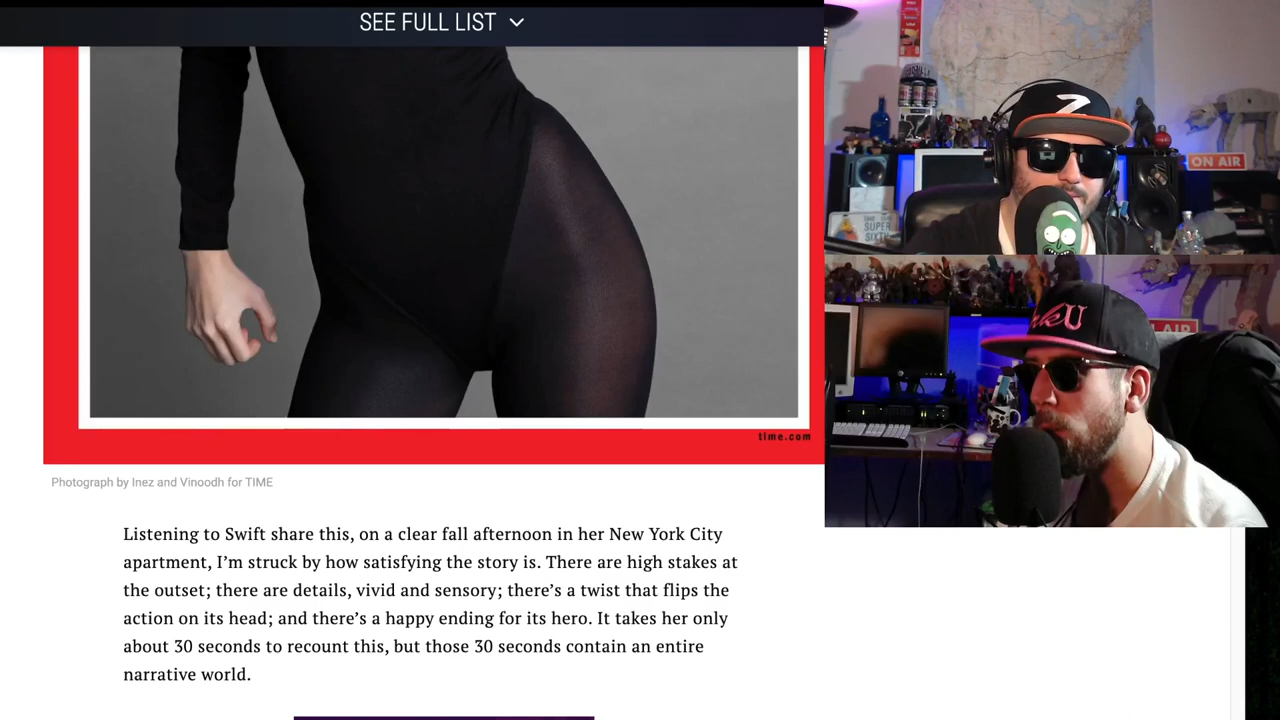 SEE FULL LIST
time.com
Photograph by Inez and Vinoodh for TIME
Listening to Swift share this, on a clear fall afternoon in her New York City
apartment, I’m struck by how satisfying the story is. There are high stakes at
the outset; there are details, vivid and sensory; there’s a twist that flips the
action on its head; and there’s a happy ending for its hero. It takes her only
about 30 seconds to recount this, but those 30 seconds contain an entire
narrative world.
Z
ON AIR
SUPER
SIXTH
AIR